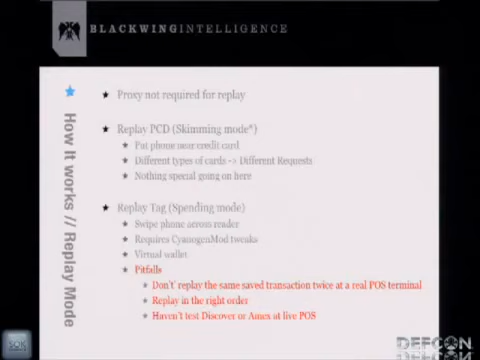 BLACKWINGINTELLIGENCE
How It works // Replay Mode
Proxy not required for replay
Replay PCD (Skimming mode*)
Put phone near credit card
Different types of cards -> Different Requests
Nothing special going on here
Replay Tag (Spending mode)
Swipe phone across reader
Requires CyanogenMod tweaks
Virtual wallet
Pitfalls
Don't' replay the same saved transaction twice at a real POS terminal
Replay in the right order
Haven't test Discover or Amex at live POS
DEFCON